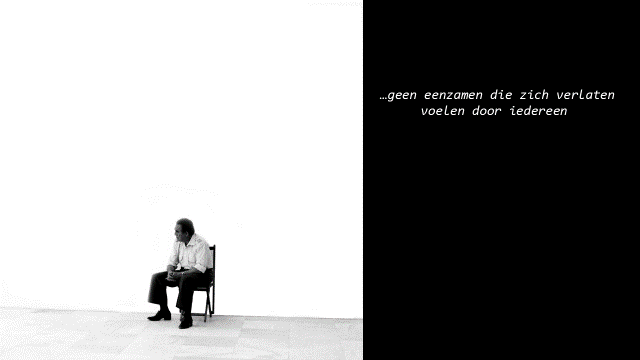 …geen eenzamen die zich verlaten
voelen door iedereen